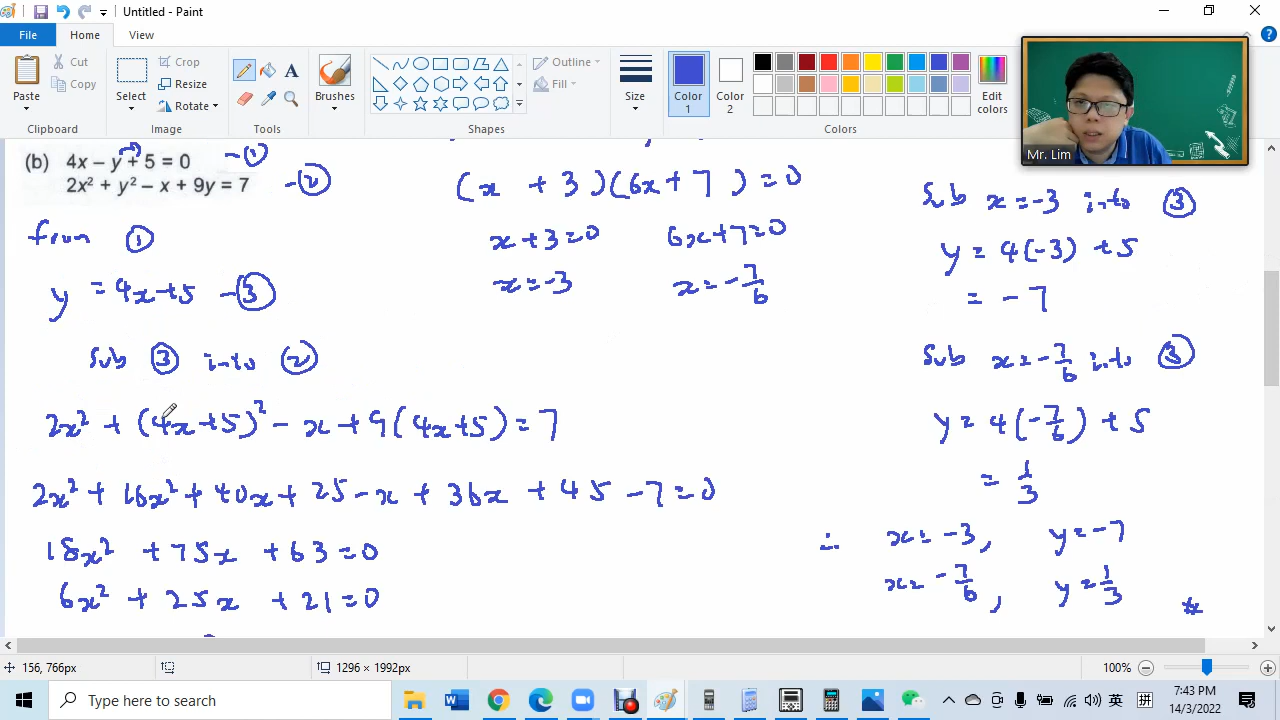 Untitled - Paint
File Home View
Paste Cut Copy
Select Crop Resize Rotate
A
Brushes
Outline Fill
Size
Color 1
Color 2
Edit colors
Clipboard Image Tools Shapes Colors
Mr. Lim
(b) 4x − y + 5 = 0 - ①
2x² + y² − x + 9y = 7 - ②
from ①
y = 4x+5 - ③
Sub ③ into ②
2x² + (4x+5)² - x + 9(4x+5) = 7
2x² + 16x² + 40x + 25 - x + 36x + 45 - 7 = 0
18x² + 75x + 63 = 0
6x² + 25x + 21 = 0
(x + 3)(6x + 7) = 0
x+3=0 6x+7=0
x=-3 x=-7/6
Sub x=-3 into ③
y = 4(-3) + 5
= -7
Sub x=-7/6 into ③
y = 4(-7/6) + 5
= 1/3
∴ x=-3, y=-7
x=-7/6, y=1/3
156, 766px
1296 × 1992px
100%
Type here to search
英 拼
7:43 PM
14/3/2022